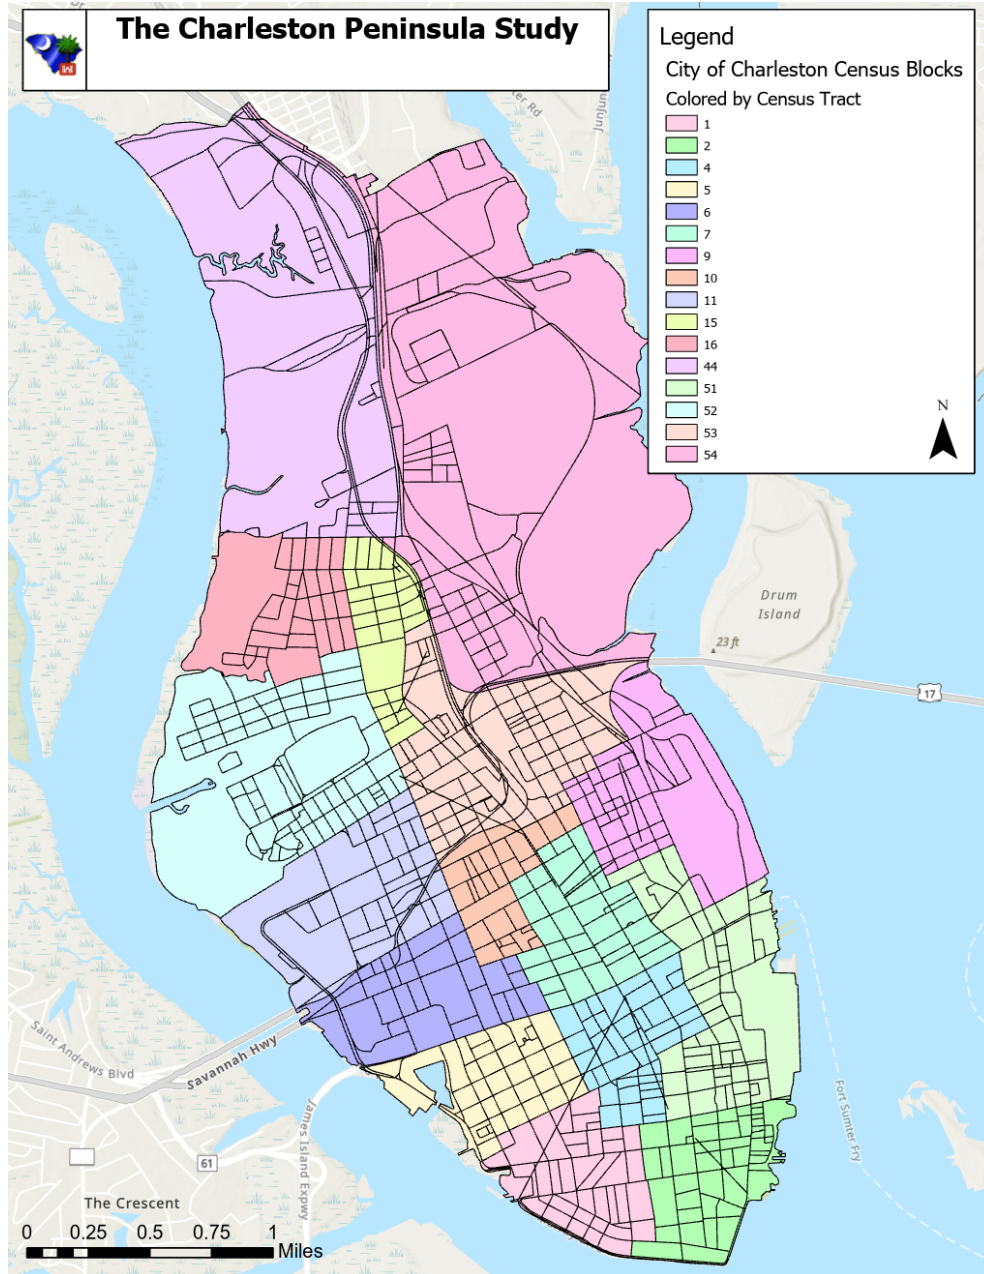 The Charleston Peninsula Study
Legend
City of Charleston Census Blocks
Colored by Census Tract
1
2
4
5
6
7
9
10
11
15
16
44
51
52
53
54
N
Drum
Island
23 ft
17
Saint Andrews Blvd
Savannah Hwy
James Island Expwy
61
The Crescent
Fort Sumter Fry
0 0.25 0.5 0.75 1
Miles